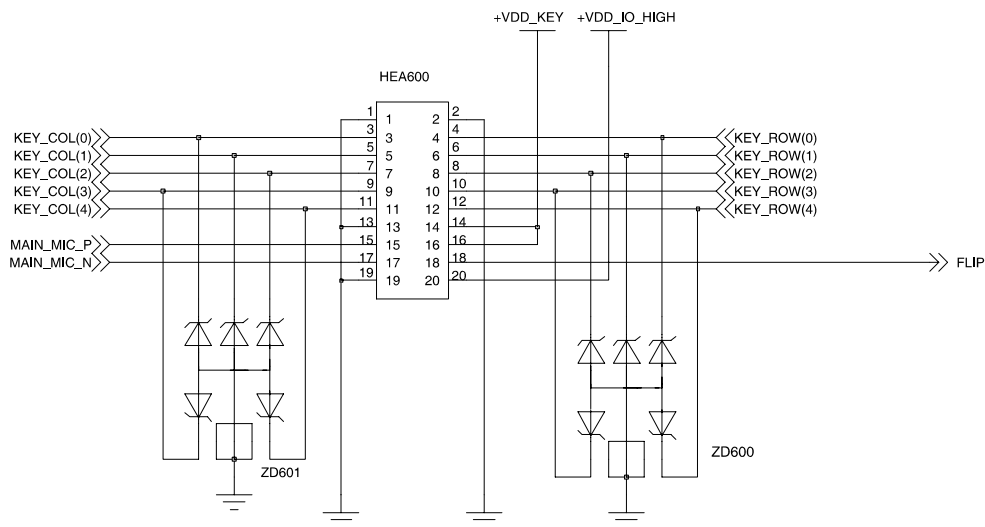 +VDD_KEY +VDD_IO_HIGH
HEA600
1 1 2 2
KEY_COL(0) 3 3 4 4 KEY_ROW(0)
KEY_COL(1) 5 5 6 6 KEY_ROW(1)
KEY_COL(2) 7 7 8 8 KEY_ROW(2)
KEY_COL(3) 9 9 10 10 KEY_ROW(3)
KEY_COL(4) 11 11 12 12 KEY_ROW(4)
13 13 14 14
MAIN_MIC_P 15 15 16 16
MAIN_MIC_N 17 17 18 18 FLIP
19 19 20 20
ZD601
ZD600